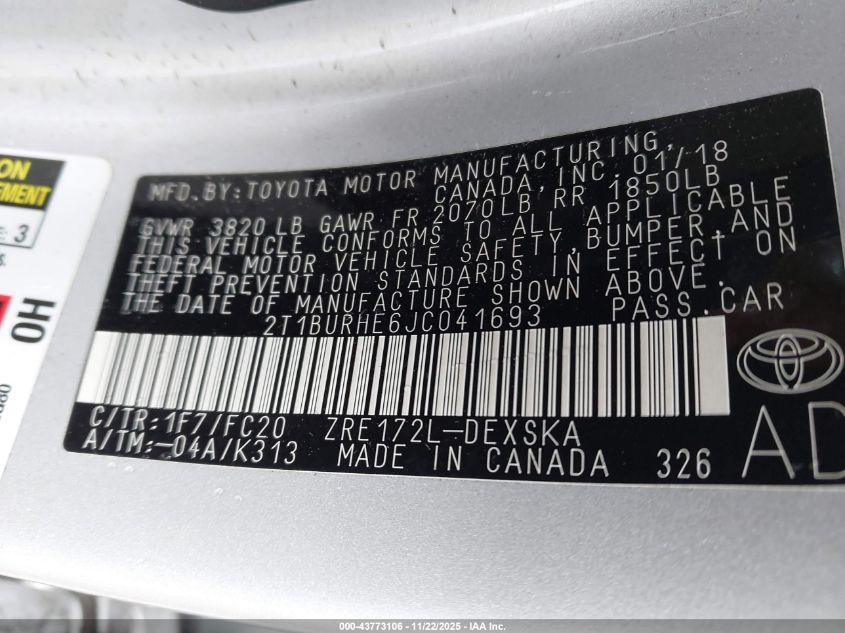 MFD. BY: TOYOTA MOTOR MANUFACTURING,
CANADA, INC. 01/18
GVWR 3820 LB GAWR FR 2070LB RR 1850LB
THIS VEHICLE CONFORMS TO ALL APPLICABLE
FEDERAL MOTOR VEHICLE SAFETY, BUMPER, AND
THEFT PREVENTION STANDARDS IN EFFECT ON
THE DATE OF MANUFACTURE SHOWN ABOVE.
2T1BURHE6JC041693 PASS. CAR
C/TR: 1F7/FC20 ZRE172L-DEXSKA
A/TM: -04A/K313 MADE IN CANADA 326
AD
ON
EMENT
E: 3
S.
OH
000-43773106 - 11/22/2025 - IAA Inc.